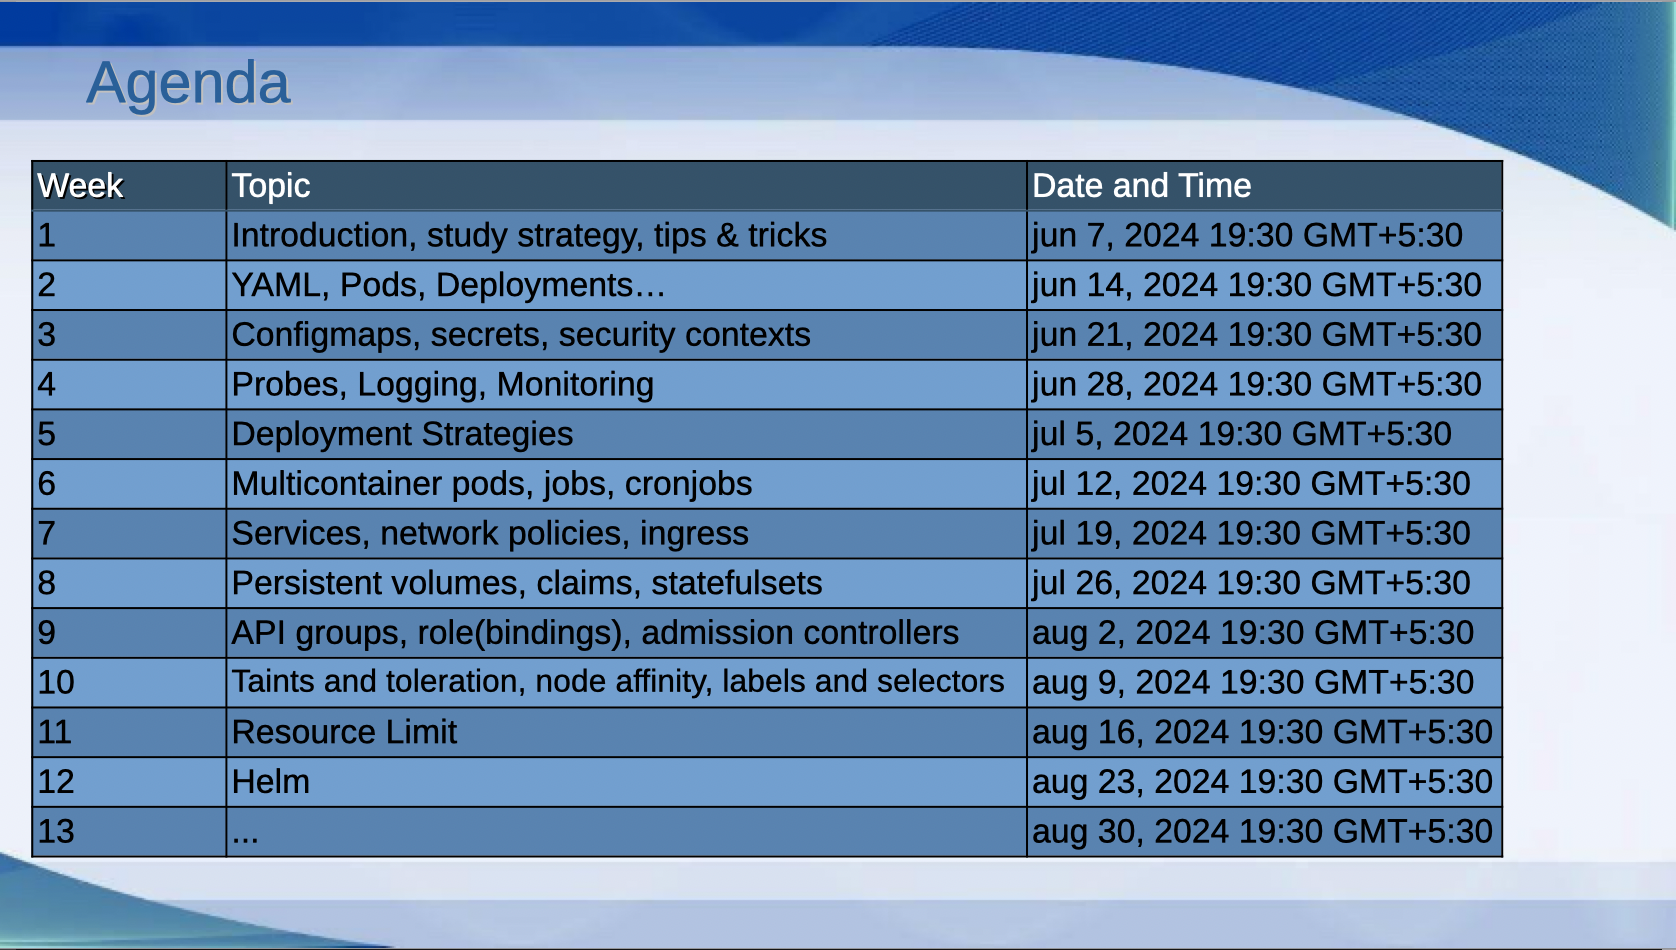 Agenda
Week Topic Date and Time
1 Introduction, study strategy, tips & tricks jun 7, 2024 19:30 GMT+5:30
2 YAML, Pods, Deployments… jun 14, 2024 19:30 GMT+5:30
3 Configmaps, secrets, security contexts jun 21, 2024 19:30 GMT+5:30
4 Probes, Logging, Monitoring jun 28, 2024 19:30 GMT+5:30
5 Deployment Strategies jul 5, 2024 19:30 GMT+5:30
6 Multicontainer pods, jobs, cronjobs jul 12, 2024 19:30 GMT+5:30
7 Services, network policies, ingress jul 19, 2024 19:30 GMT+5:30
8 Persistent volumes, claims, statefulsets jul 26, 2024 19:30 GMT+5:30
9 API groups, role(bindings), admission controllers aug 2, 2024 19:30 GMT+5:30
10 Taints and toleration, node affinity, labels and selectors aug 9, 2024 19:30 GMT+5:30
11 Resource Limit aug 16, 2024 19:30 GMT+5:30
12 Helm aug 23, 2024 19:30 GMT+5:30
13 ... aug 30, 2024 19:30 GMT+5:30